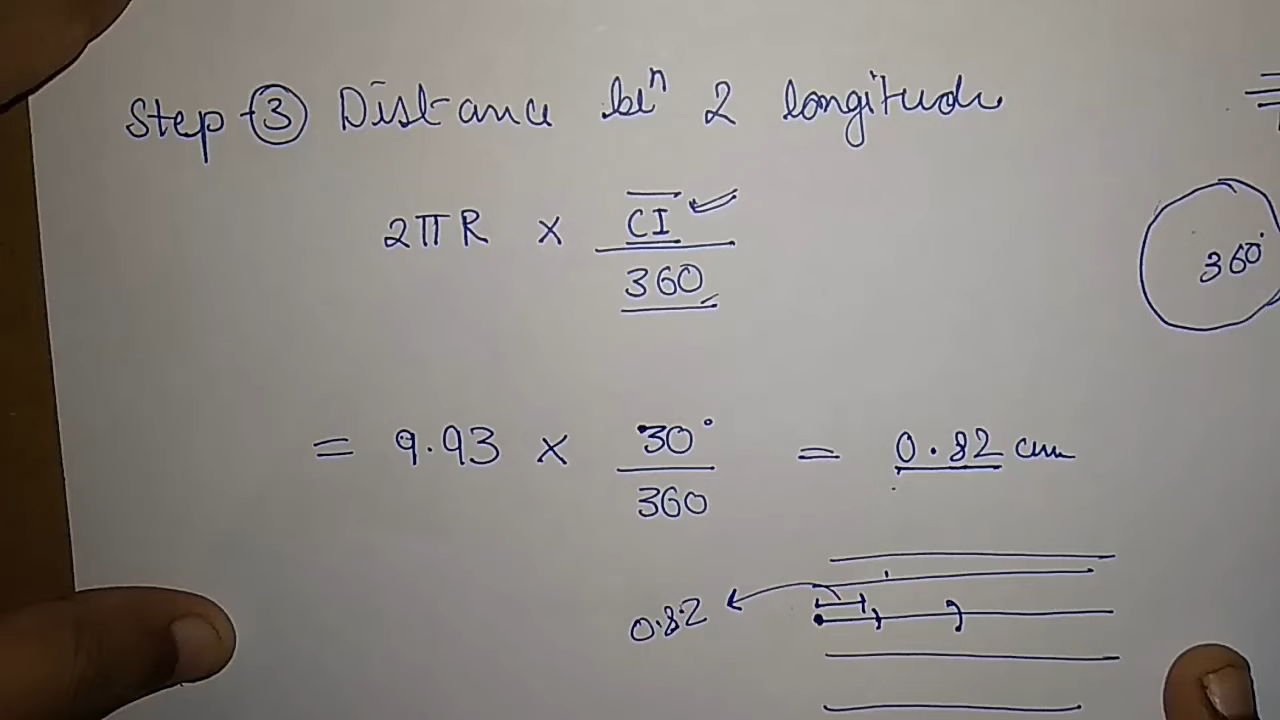 Step-③ Distance betⁿ 2 longitude
2πR × CI / 360
360°
= 9.93 × 30° / 360 = 0.82 cm
0.82